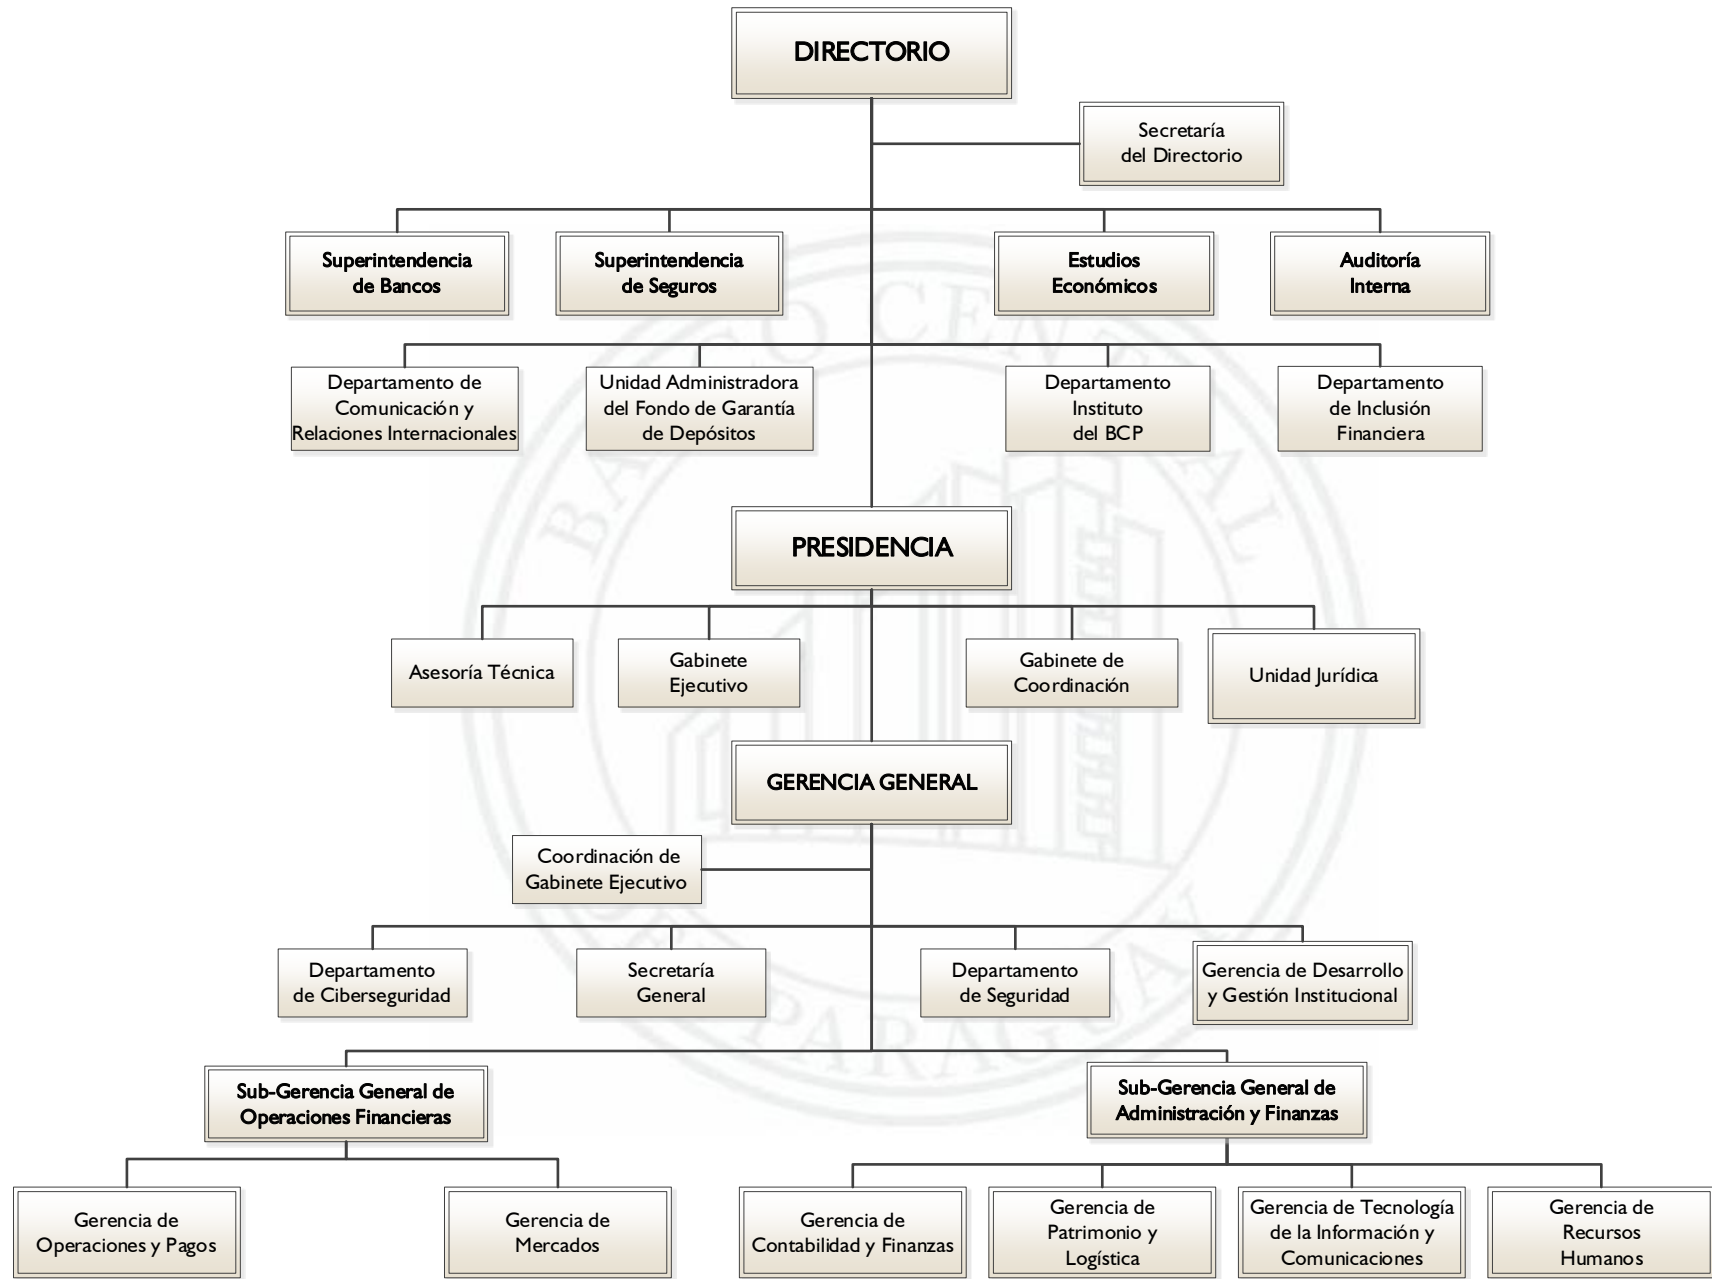 DIRECTORIO
Secretaría
del Directorio
Superintendencia
de Bancos
Superintendencia
de Seguros
Estudios
Económicos
Auditoría
Interna
Departamento de
Comunicación y
Relaciones Internacionales
Unidad Administradora
del Fondo de Garantía
de Depósitos
Departamento
Instituto
del BCP
Departamento
de Inclusión
Financiera
PRESIDENCIA
Asesoría Técnica
Gabinete
Ejecutivo
Gabinete de
Coordinación
Unidad Jurídica
GERENCIA GENERAL
Coordinación de
Gabinete Ejecutivo
Departamento
de Ciberseguridad
Secretaría
General
Departamento
de Seguridad
Gerencia de Desarrollo
y Gestión Institucional
Sub-Gerencia General de
Operaciones Financieras
Sub-Gerencia General de
Administración y Finanzas
Gerencia de
Operaciones y Pagos
Gerencia de
Mercados
Gerencia de
Contabilidad y Finanzas
Gerencia de
Patrimonio y
Logística
Gerencia de Tecnología
de la Información y
Comunicaciones
Gerencia de
Recursos
Humanos
BANCO CENTRAL
DEL PARAGUAY